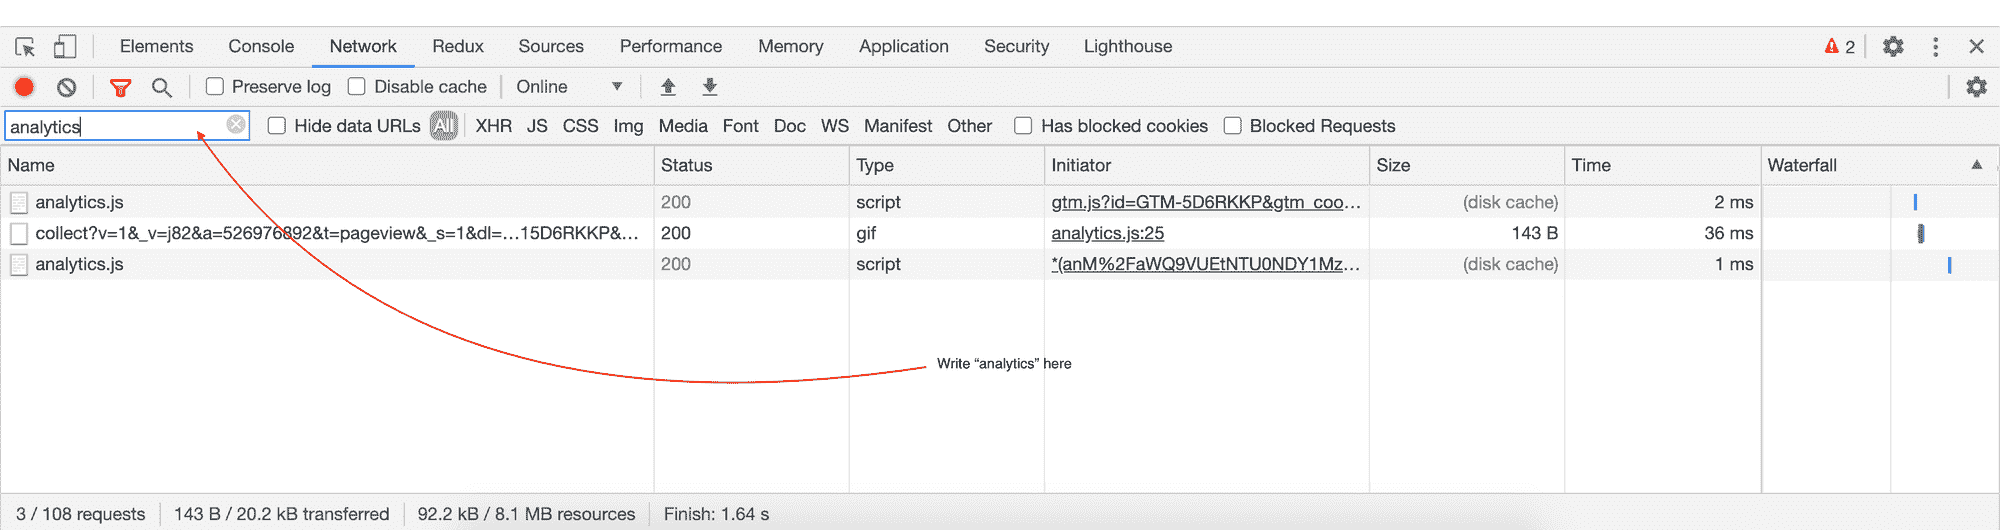 Elements Console Network Redux Sources Performance Memory Application Security Lighthouse 2
Preserve log Disable cache Online
analytics Hide data URLs All XHR JS CSS Img Media Font Doc WS Manifest Other Has blocked cookies Blocked Requests
Name Status Type Initiator Size Time Waterfall
analytics.js 200 script gtm.js?id=GTM-5D6RKKP&gtm_coo… (disk cache) 2 ms
collect?v=1&_v=j82&a=526976892&t=pageview&_s=1&dl=…15D6RKKP&… 200 gif analytics.js:25 143 B 36 ms
analytics.js 200 script *(anM%2FaWQ9VUEtNTU0NDY1Mz… (disk cache) 1 ms
Write “analytics” here
3 / 108 requests 143 B / 20.2 kB transferred 92.2 kB / 8.1 MB resources Finish: 1.64 s